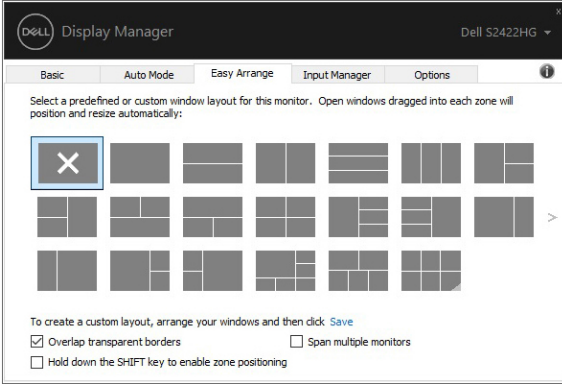 x
DELL Display Manager Dell S2422HG
Basic Auto Mode Easy Arrange Input Manager Options i
Select a predefined or custom window layout for this monitor. Open windows dragged into each zone will
position and resize automatically:
To create a custom layout, arrange your windows and then click Save
Overlap transparent borders Span multiple monitors
Hold down the SHIFT key to enable zone positioning